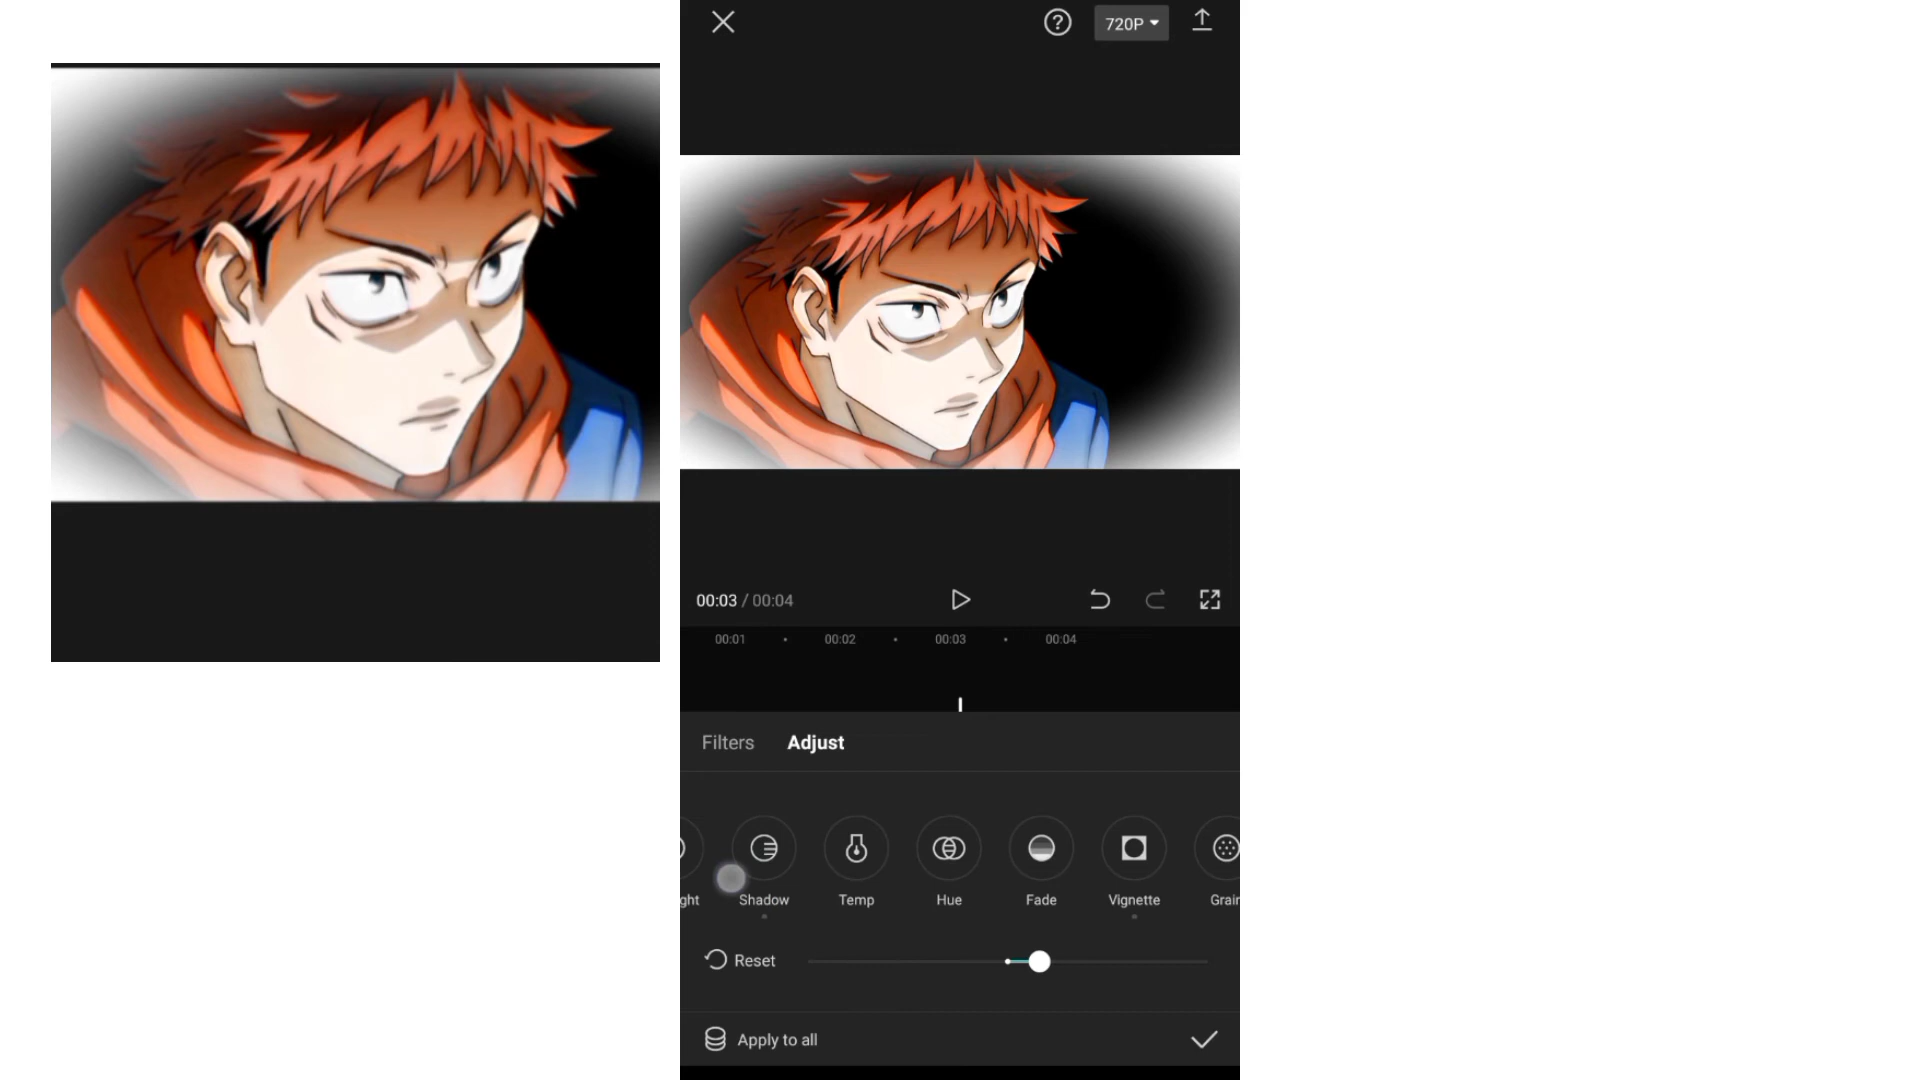 720P
00:03 / 00:04
00:01 00:02 00:03 00:04
Filters Adjust
ght Shadow Temp Hue Fade Vignette Grain
Reset
Apply to all